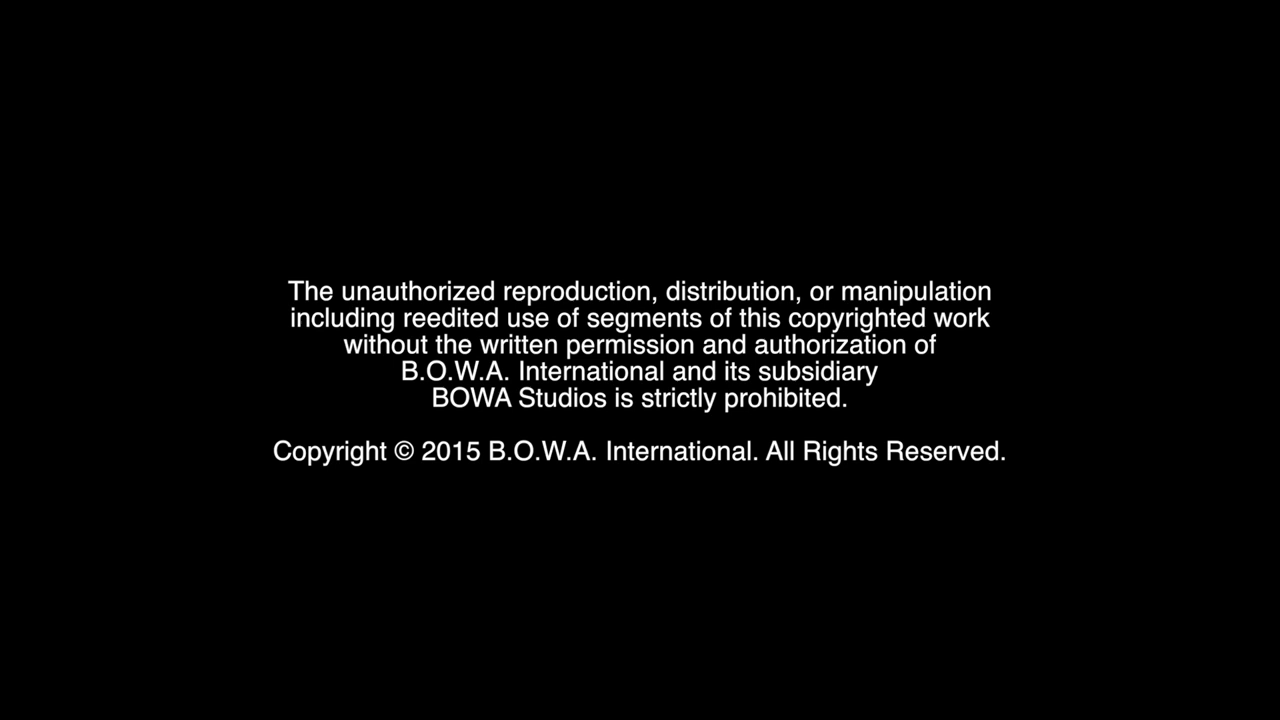 The unauthorized reproduction, distribution, or manipulation
including reedited use of segments of this copyrighted work
without the written permission and authorization of
B.O.W.A. International and its subsidiary
BOWA Studios is strictly prohibited.
Copyright © 2015 B.O.W.A. International. All Rights Reserved.